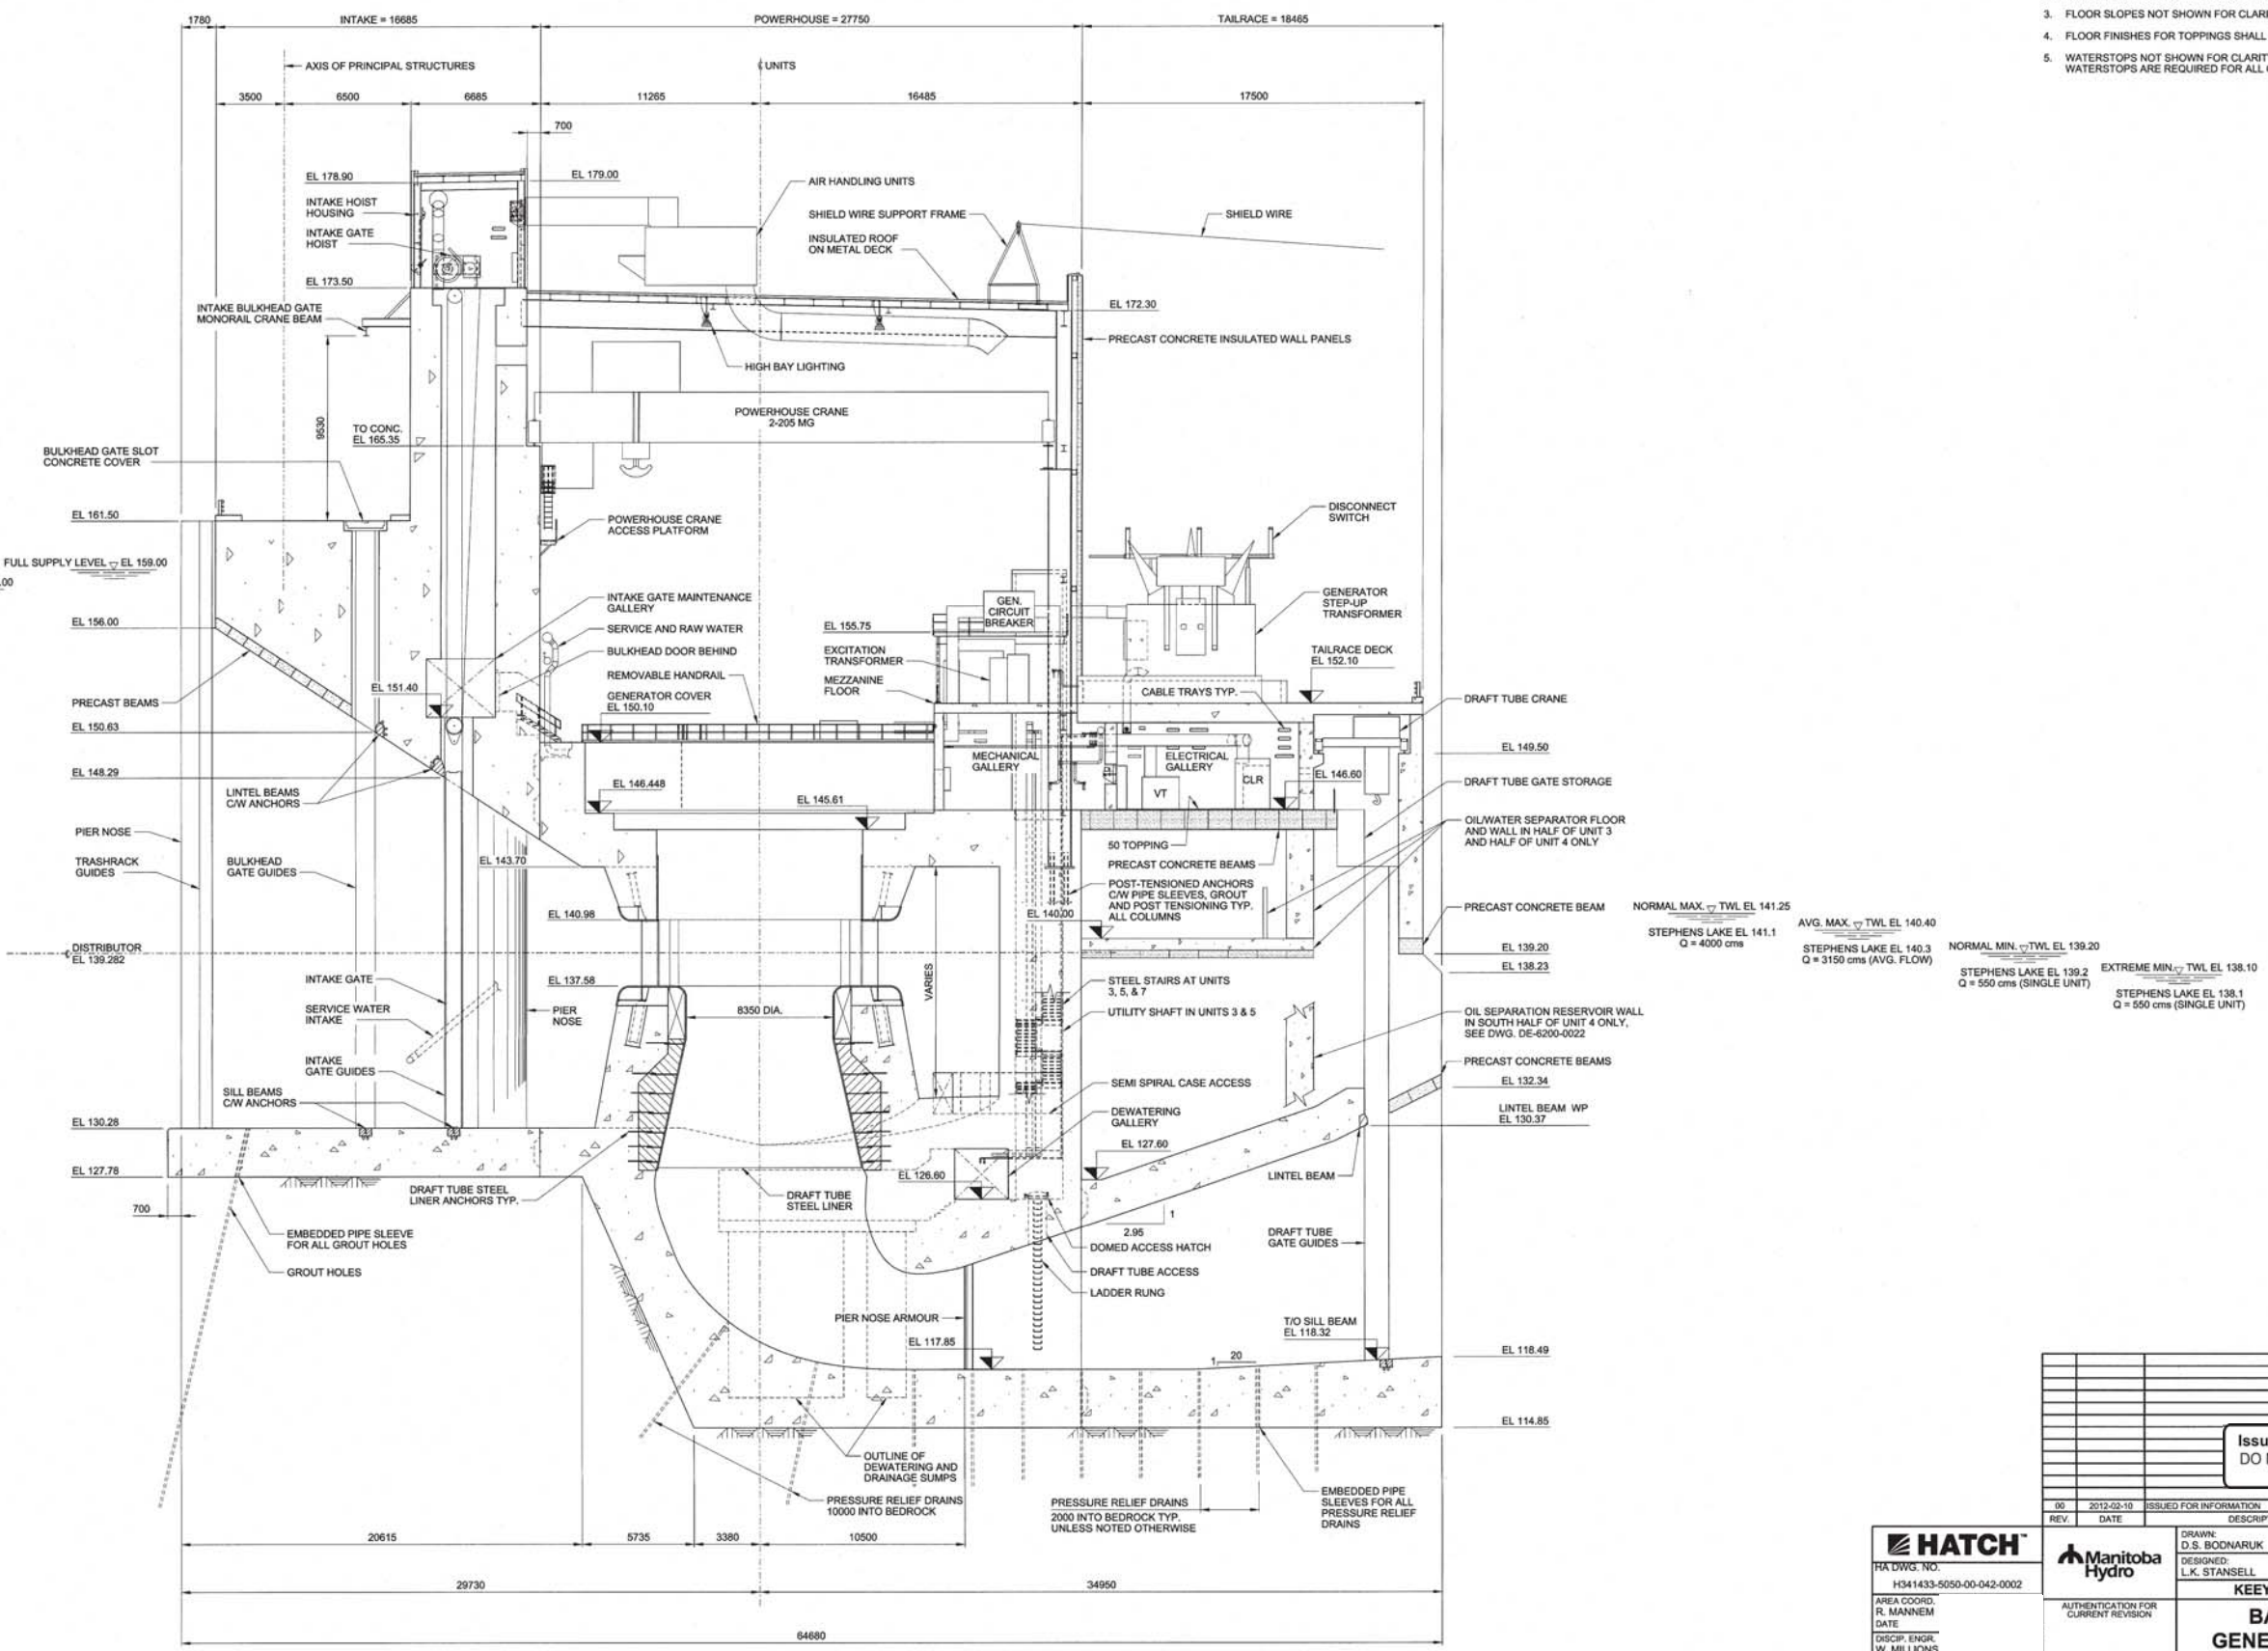 3. FLOOR SLOPES NOT SHOWN FOR CLARI
4. FLOOR FINISHES FOR TOPPINGS SHALL
5. WATERSTOPS NOT SHOWN FOR CLARIT
WATERSTOPS ARE REQUIRED FOR ALL
1780
INTAKE = 16685
POWERHOUSE = 27750
TAILRACE = 18465
AXIS OF PRINCIPAL STRUCTURES
UNITS
3500
6500
6685
11265
16485
17500
700
EL 178.90
EL 179.00
INTAKE HOIST
HOUSING
INTAKE GATE
HOIST
EL 173.50
INTAKE BULKHEAD GATE
MONORAIL CRANE BEAM
AIR HANDLING UNITS
SHIELD WIRE SUPPORT FRAME
SHIELD WIRE
INSULATED ROOF
ON METAL DECK
EL 172.30
PRECAST CONCRETE INSULATED WALL PANELS
HIGH BAY LIGHTING
POWERHOUSE CRANE
2-205 MG
9530
TO CONC.
EL 165.35
BULKHEAD GATE SLOT
CONCRETE COVER
EL 161.50
POWERHOUSE CRANE
ACCESS PLATFORM
DISCONNECT
SWITCH
FULL SUPPLY LEVEL EL 159.00
.00
INTAKE GATE MAINTENANCE
GALLERY
SERVICE AND RAW WATER
BULKHEAD DOOR BEHIND
REMOVABLE HANDRAIL
GENERATOR COVER
EL 150.10
GEN.
CIRCUIT
BREAKER
EL 155.75
EXCITATION
TRANSFORMER
MEZZANINE
FLOOR
GENERATOR
STEP-UP
TRANSFORMER
TAILRACE DECK
EL 152.10
CABLE TRAYS TYP.
DRAFT TUBE CRANE
EL 156.00
PRECAST BEAMS
EL 151.40
EL 150.63
EL 148.29
LINTEL BEAMS
C/W ANCHORS
EL 146.448
EL 145.61
MECHANICAL
GALLERY
ELECTRICAL
GALLERY
VT
CLR
EL 146.60
EL 149.50
DRAFT TUBE GATE STORAGE
OIL/WATER SEPARATOR FLOOR
AND WALL IN HALF OF UNIT 3
AND HALF OF UNIT 4 ONLY
PIER NOSE
TRASHRACK
GUIDES
BULKHEAD
GATE GUIDES
EL 143.70
50 TOPPING
PRECAST CONCRETE BEAMS
POST-TENSIONED ANCHORS
C/W PIPE SLEEVES, GROUT
AND POST TENSIONING TYP.
ALL COLUMNS
EL 140.98
EL 140.00
PRECAST CONCRETE BEAM
EL 139.20
EL 138.23
NORMAL MAX. TWL EL 141.25
STEPHENS LAKE EL 141.1
Q = 4000 cms
AVG. MAX. TWL EL 140.40
STEPHENS LAKE EL 140.3
Q = 3150 cms (AVG. FLOW)
NORMAL MIN. TWL EL 139.20
STEPHENS LAKE EL 139.2
Q = 550 cms (SINGLE UNIT)
EXTREME MIN. TWL EL 138.10
STEPHENS LAKE EL 138.1
Q = 550 cms (SINGLE UNIT)
DISTRIBUTOR
EL 139.282
INTAKE GATE
SERVICE WATER
INTAKE
INTAKE
GATE GUIDES
SILL BEAMS
C/W ANCHORS
EL 137.58
PIER
NOSE
8350 DIA.
VARIES
STEEL STAIRS AT UNITS
3, 5, & 7
UTILITY SHAFT IN UNITS 3 & 5
OIL SEPARATION RESERVOIR WALL
IN SOUTH HALF OF UNIT 4 ONLY,
SEE DWG. DE-6200-0022
PRECAST CONCRETE BEAMS
EL 132.34
LINTEL BEAM WP
EL 130.37
SEMI SPIRAL CASE ACCESS
DEWATERING
GALLERY
EL 130.28
EL 127.78
EL 127.60
EL 126.60
LINTEL BEAM
DRAFT TUBE STEEL
LINER ANCHORS TYP.
DRAFT TUBE
STEEL LINER
700
EMBEDDED PIPE SLEEVE
FOR ALL GROUT HOLES
GROUT HOLES
1
2.95
DOMED ACCESS HATCH
DRAFT TUBE ACCESS
LADDER RUNG
DRAFT TUBE
GATE GUIDES
PIER NOSE ARMOUR
EL 117.85
T/O SILL BEAM
EL 118.32
1
20
EL 118.49
EL 114.85
OUTLINE OF
DEWATERING AND
DRAINAGE SUMPS
PRESSURE RELIEF DRAINS
10000 INTO BEDROCK
PRESSURE RELIEF DRAINS
2000 INTO BEDROCK TYP.
UNLESS NOTED OTHERWISE
EMBEDDED PIPE
SLEEVES FOR ALL
PRESSURE RELIEF
DRAINS
20615
5735
3380
10500
29730
34950
64680
Issu
DO
00 2012-02-10 ISSUED FOR INFORMATION
REV. DATE DESCRIP
HATCH™
HA DWG. NO.
H341433-5050-00-042-0002
AREA COORD.
R. MANNEM
DATE
DISCIP. ENGR.
W. MILLIONS
Manitoba
Hydro
AUTHENTICATION FOR
CURRENT REVISION
DRAWN:
D.S. BODNARUK
DESIGNED:
L.K. STANSELL
KEEY
BA
GENE